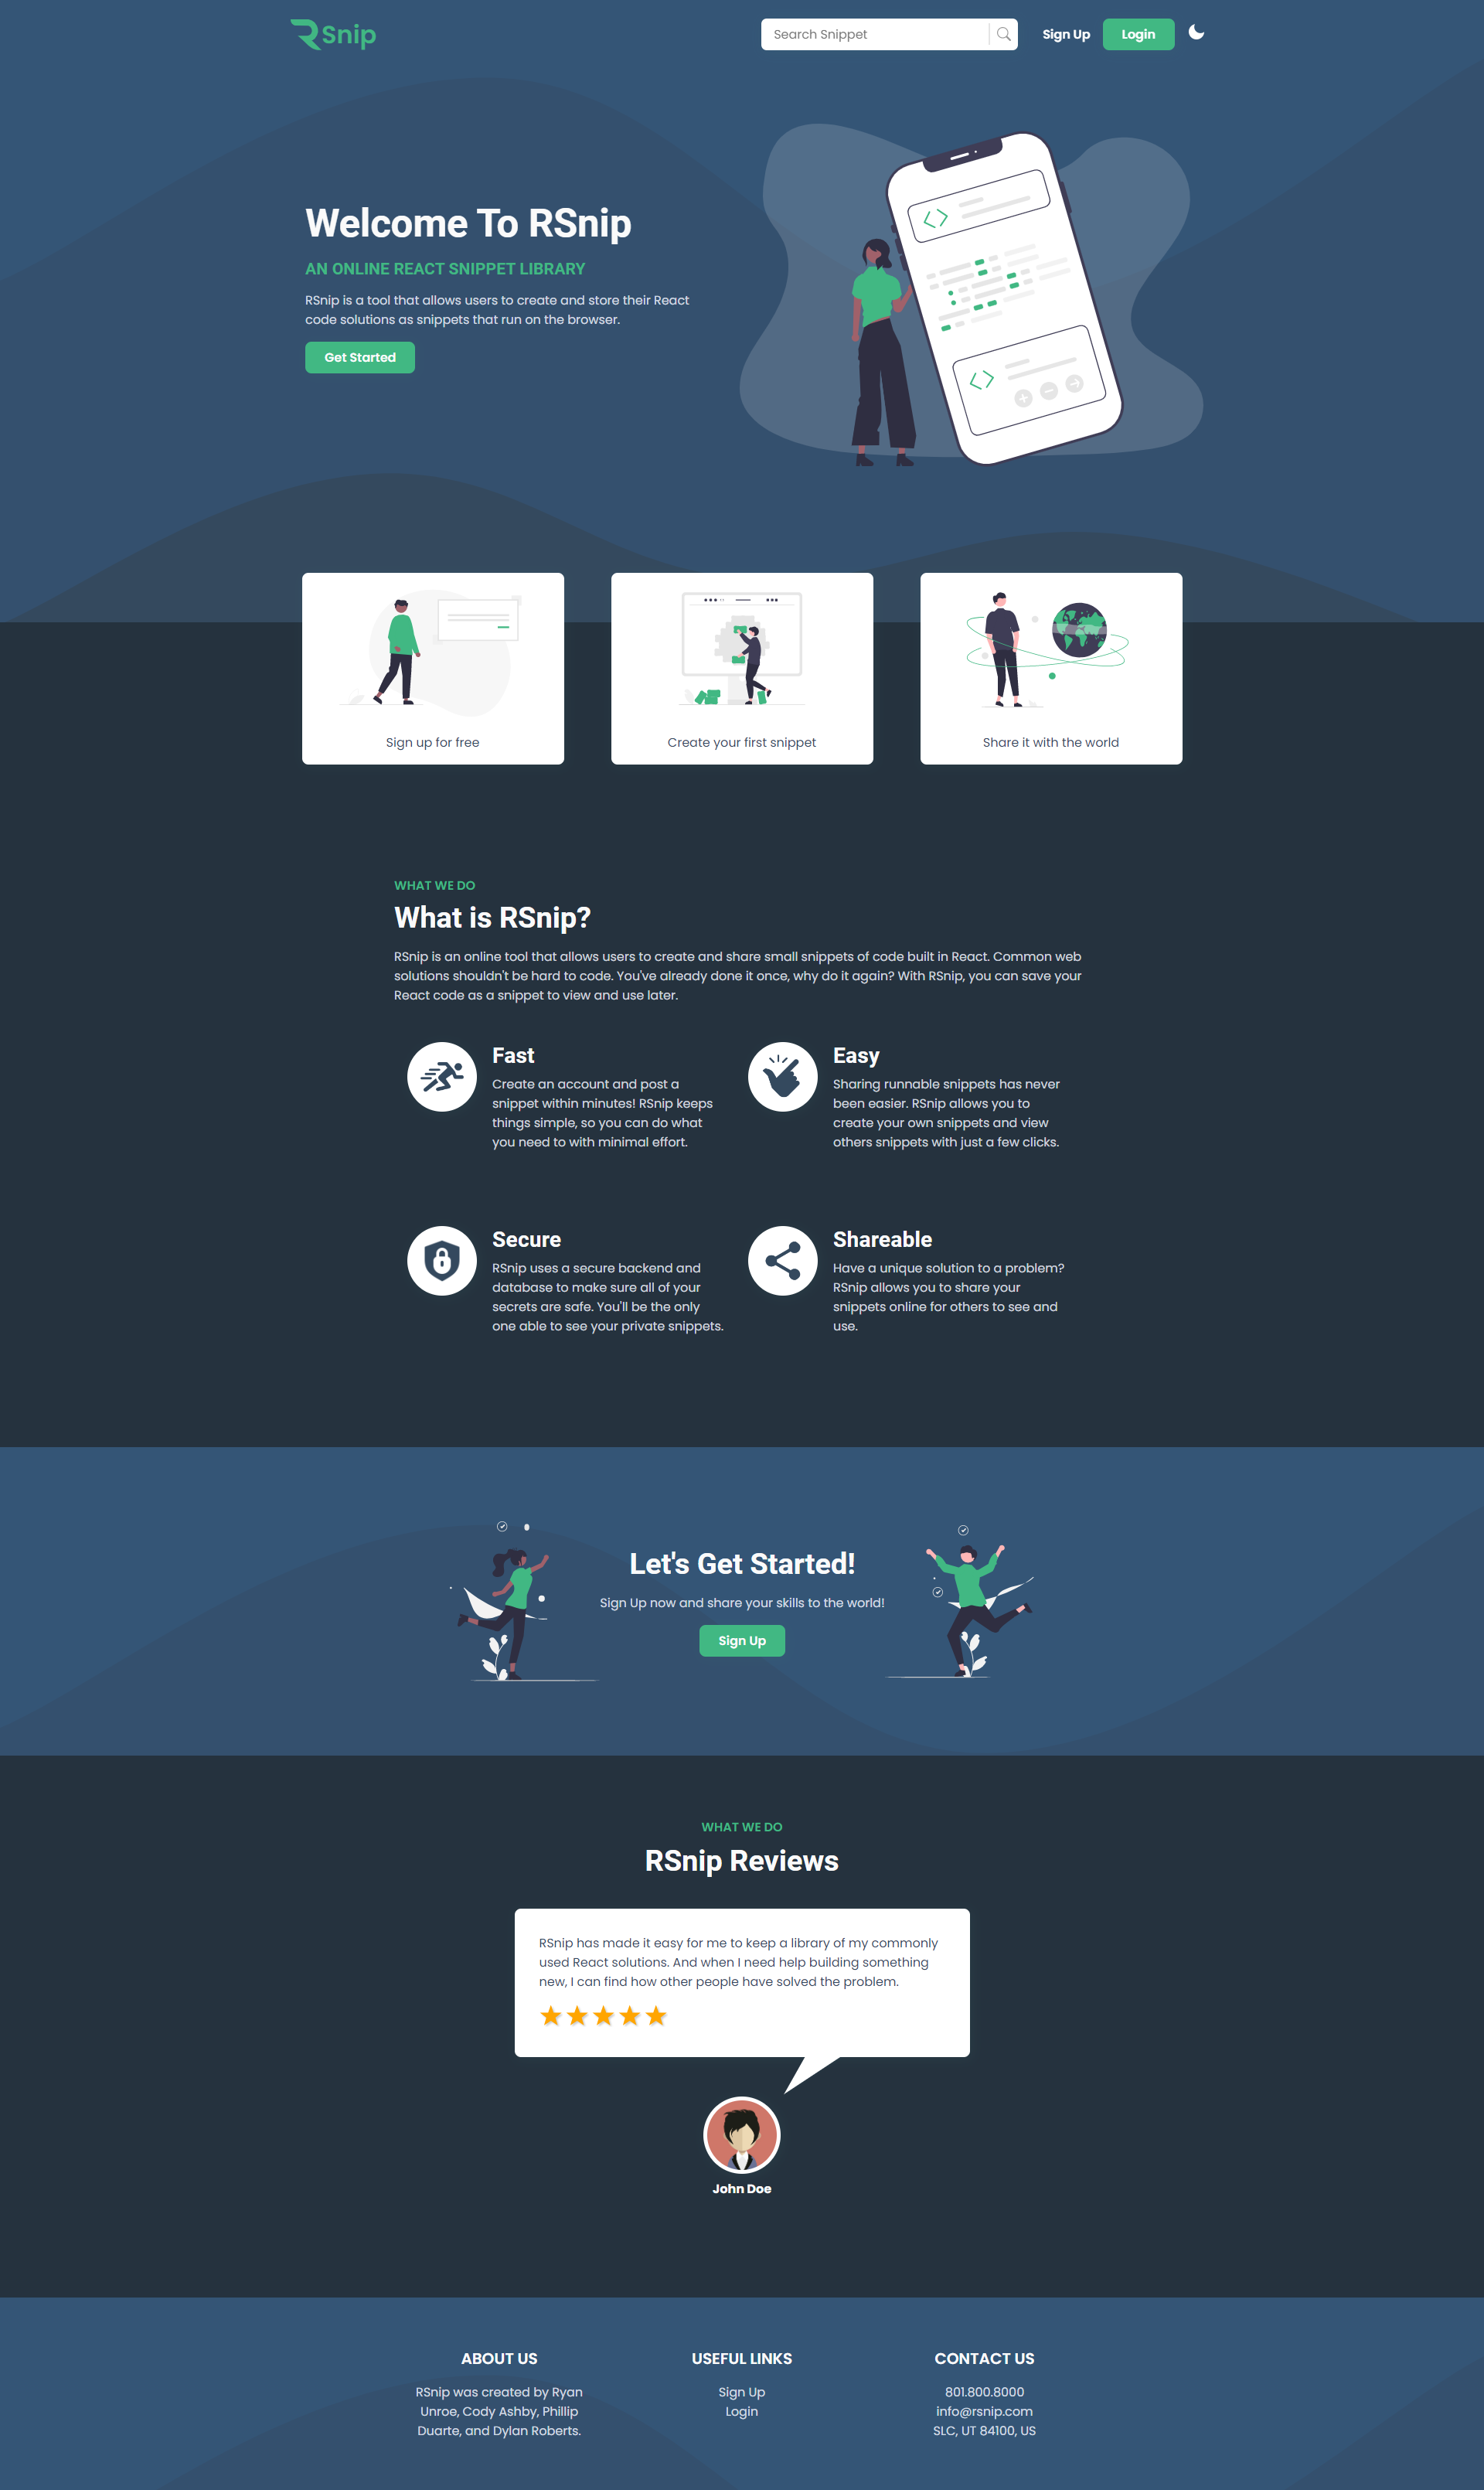 Snip
Search Snippet
Sign Up
Login
Welcome To RSnip
AN ONLINE REACT SNIPPET LIBRARY
RSnip is a tool that allows users to create and store their React
code solutions as snippets that run on the browser.
Get Started
Sign up for free
Create your first snippet
Share it with the world
WHAT WE DO
What is RSnip?
RSnip is an online tool that allows users to create and share small snippets of code built in React. Common web
solutions shouldn't be hard to code. You've already done it once, why do it again? With RSnip, you can save your
React code as a snippet to view and use later.
Fast
Create an account and post a
snippet within minutes! RSnip keeps
things simple, so you can do what
you need to with minimal effort.
Easy
Sharing runnable snippets has never
been easier. RSnip allows you to
create your own snippets and view
others snippets with just a few clicks.
Secure
RSnip uses a secure backend and
database to make sure all of your
secrets are safe. You'll be the only
one able to see your private snippets.
Shareable
Have a unique solution to a problem?
RSnip allows you to share your
snippets online for others to see and
use.
Let's Get Started!
Sign Up now and share your skills to the world!
Sign Up
WHAT WE DO
RSnip Reviews
RSnip has made it easy for me to keep a library of my commonly
used React solutions. And when I need help building something
new, I can find how other people have solved the problem.
John Doe
ABOUT US
RSnip was created by Ryan
Unroe, Cody Ashby, Phillip
Duarte, and Dylan Roberts.
USEFUL LINKS
Sign Up
Login
CONTACT US
801.800.8000
info@rsnip.com
SLC, UT 84100, US